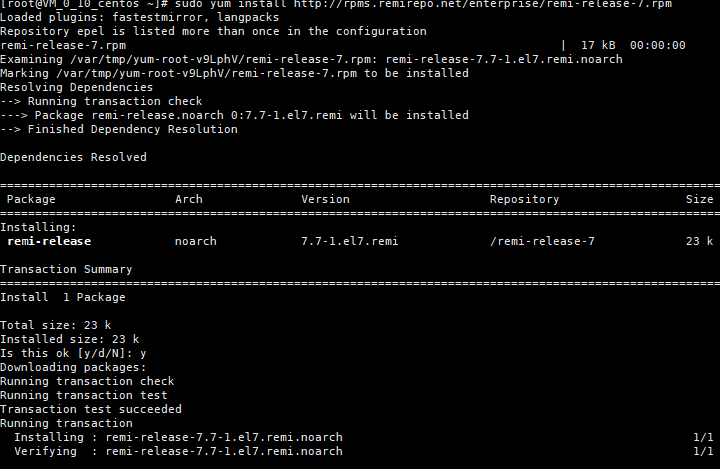 [root@VM_0_10_centos ~]# sudo yum install http://rpms.remirepo.net/enterprise/remi-release-7.rpm
Loaded plugins: fastestmirror, langpacks
Repository epel is listed more than once in the configuration
remi-release-7.rpm | 17 kB 00:00:00
Examining /var/tmp/yum-root-v9LphV/remi-release-7.rpm: remi-release-7.7-1.el7.remi.noarch
Marking /var/tmp/yum-root-v9LphV/remi-release-7.rpm to be installed
Resolving Dependencies
--> Running transaction check
---> Package remi-release.noarch 0:7.7-1.el7.remi will be installed
--> Finished Dependency Resolution
Dependencies Resolved
================================================================================
Package Arch Version Repository Size
================================================================================
Installing:
remi-release noarch 7.7-1.el7.remi /remi-release-7 23 k
Transaction Summary
================================================================================
Install 1 Package
Total size: 23 k
Installed size: 23 k
Is this ok [y/d/N]: y
Downloading packages:
Running transaction check
Running transaction test
Transaction test succeeded
Running transaction
Installing : remi-release-7.7-1.el7.remi.noarch 1/1
Verifying : remi-release-7.7-1.el7.remi.noarch 1/1